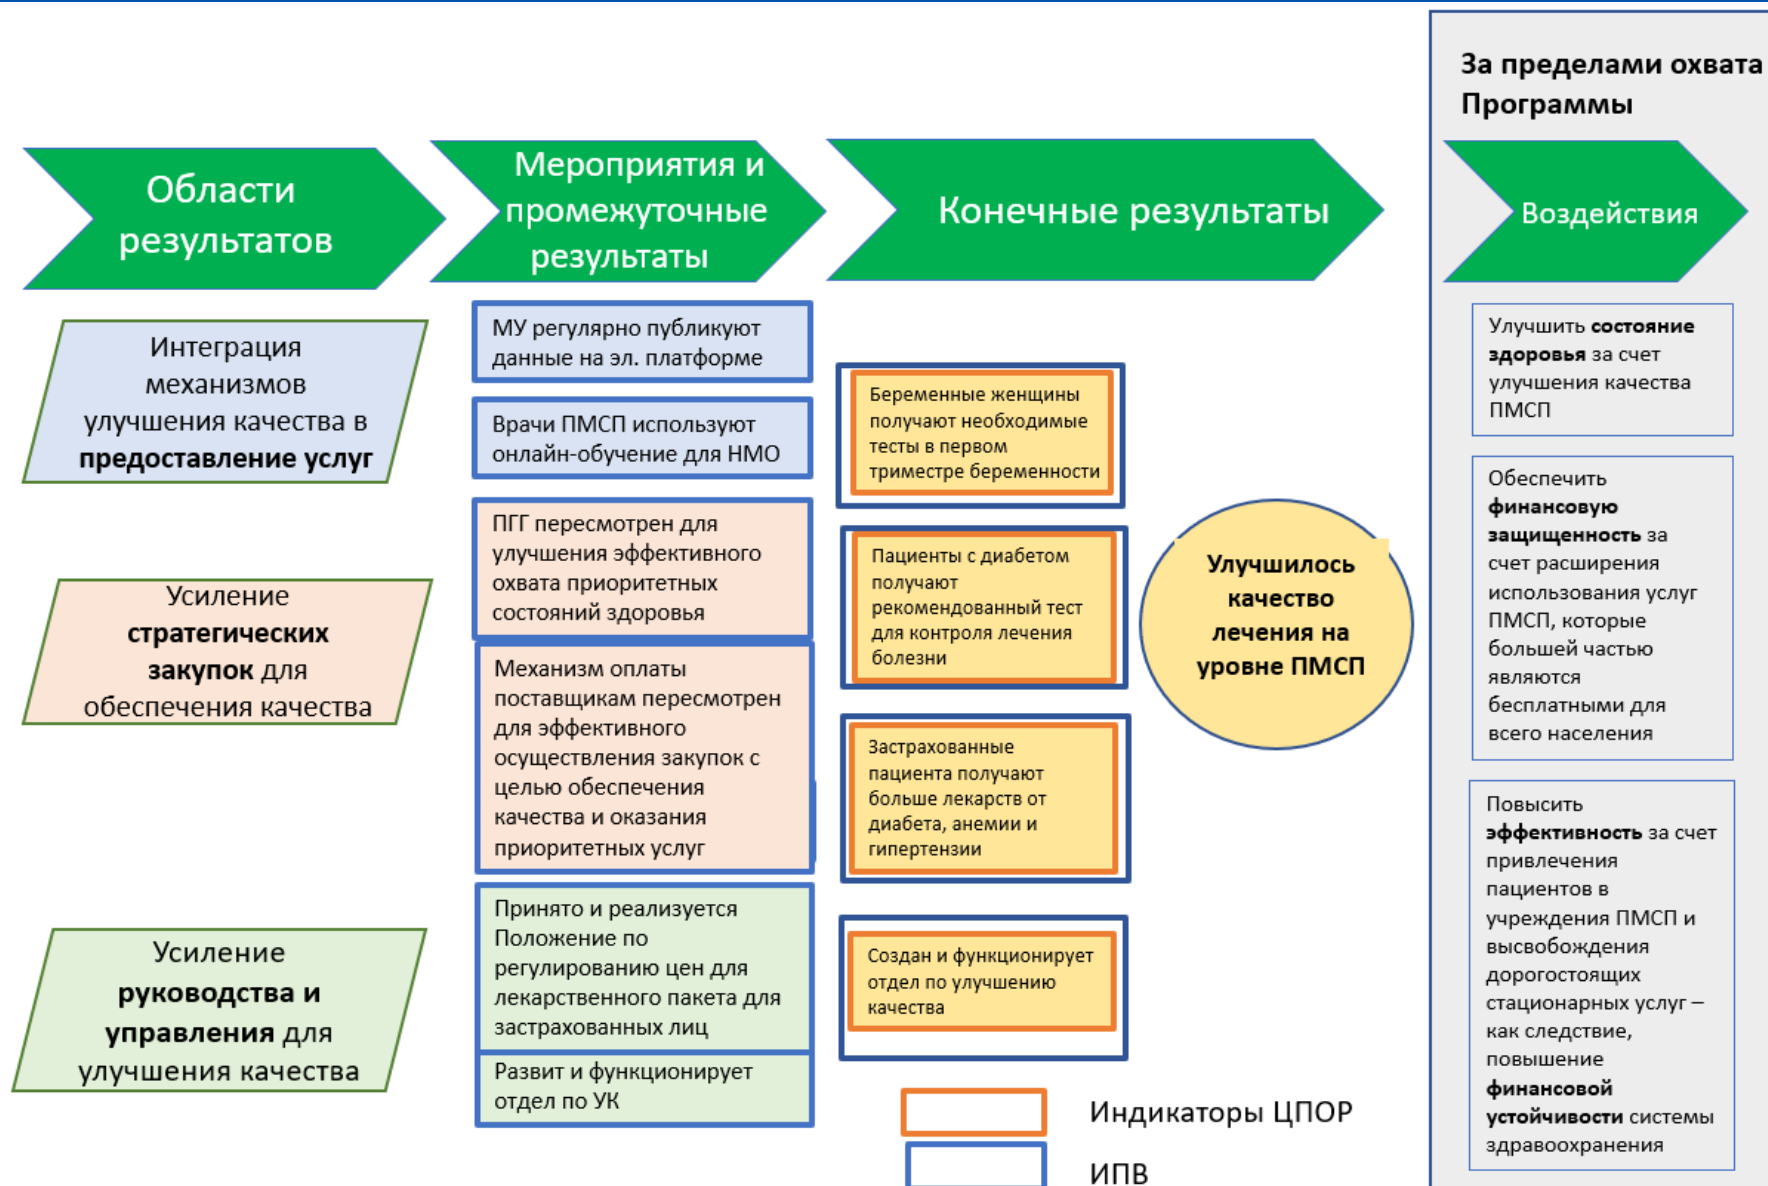 За пределами охвата
Программы
Области
результатов
Мероприятия и
промежуточные
результаты
Конечные результаты
Воздействия
Интеграция
механизмов
улучшения качества в
предоставление услуг
Усиление
стратегических
закупок для
обеспечения качества
Усиление
руководства и
управления для
улучшения качества
МУ регулярно публикуют
данные на эл. платформе
Врачи ПМСП используют
онлайн-обучение для НМО
ПГГ пересмотрен для
улучшения эффективного
охвата приоритетных
состояний здоровья
Механизм оплаты
поставщикам пересмотрен
для эффективного
осуществления закупок с
целью обеспечения
качества и оказания
приоритетных услуг
Принято и реализуется
Положение по
регулированию цен для
лекарственного пакета для
застрахованных лиц
Развит и функционирует
отдел по УК
Беременные женщины
получают необходимые
тесты в первом
триместре беременности
Пациенты с диабетом
получают
рекомендованный тест
для контроля лечения
болезни
Застрахованные
пациента получают
больше лекарств от
диабета, анемии и
гипертензии
Создан и функционирует
отдел по улучшению
качества
Улучшилось
качество
лечения на
уровне ПМСП
Улучшить состояние
здоровья за счет
улучшения качества
ПМСП
Обеспечить
финансовую
защищенность за
счет расширения
использования услуг
ПМСП, которые
большей частью
являются
бесплатными для
всего населения
Повысить
эффективность за счет
привлечения
пациентов в
учреждения ПМСП и
высвобождения
дорогостоящих
стационарных услуг –
как следствие,
повышение
финансовой
устойчивости системы
здравоохранения
Индикаторы ЦПОР
ИПВ